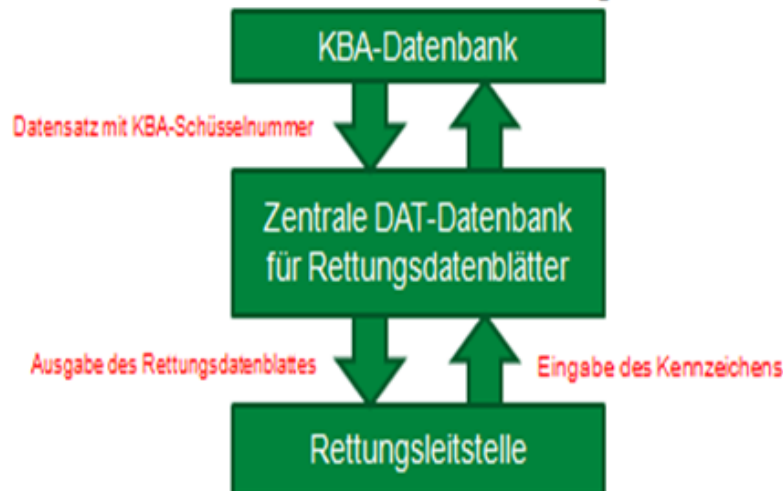 KBA-Datenbank
Datensatz mit KBA-Schüsselnummer
Zentrale DAT-Datenbank
für Rettungsdatenblätter
Ausgabe des Rettungsdatenblattes
Eingabe des Kennzeichens
Rettungsleitstelle